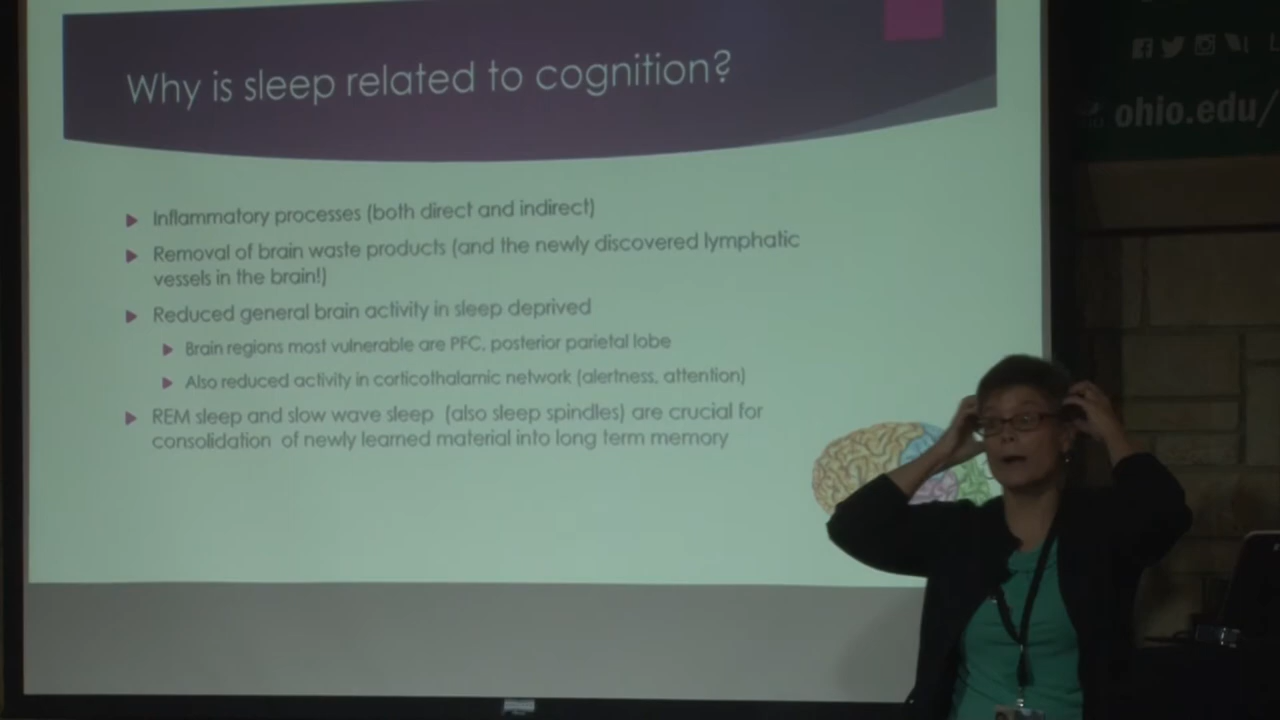 Why is sleep related to cognition?
ohio.edu/
Inflammatory processes (both direct and indirect)
Removal of brain waste products (and the newly discovered lymphatic
vessels in the brain!)
Reduced general brain activity in sleep deprived
Brain regions most vulnerable are PFC, posterior parietal lobe
Also reduced activity in corticothalamic network (alertness, attention)
REM sleep and slow wave sleep (also sleep spindles) are crucial for
consolidation of newly learned material into long term memory